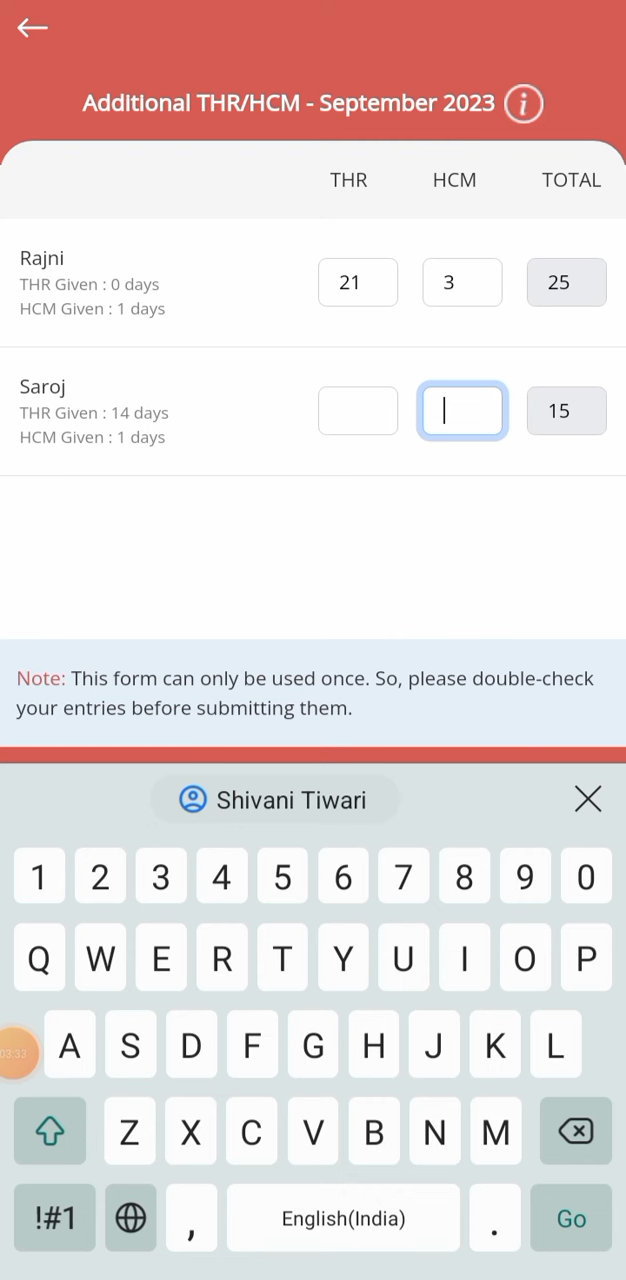 Additional THR/HCM - September 2023 i
THR HCM TOTAL
Rajni
THR Given : 0 days
HCM Given : 1 days
21 3 25
Saroj
THR Given : 14 days
HCM Given : 1 days
15
Note: This form can only be used once. So, please double-check
your entries before submitting them.
Shivani Tiwari
1 2 3 4 5 6 7 8 9 0
Q W E R T Y U I O P
03:33
A S D F G H J K L
Z X C V B N M
!#1 , English(India) . Go